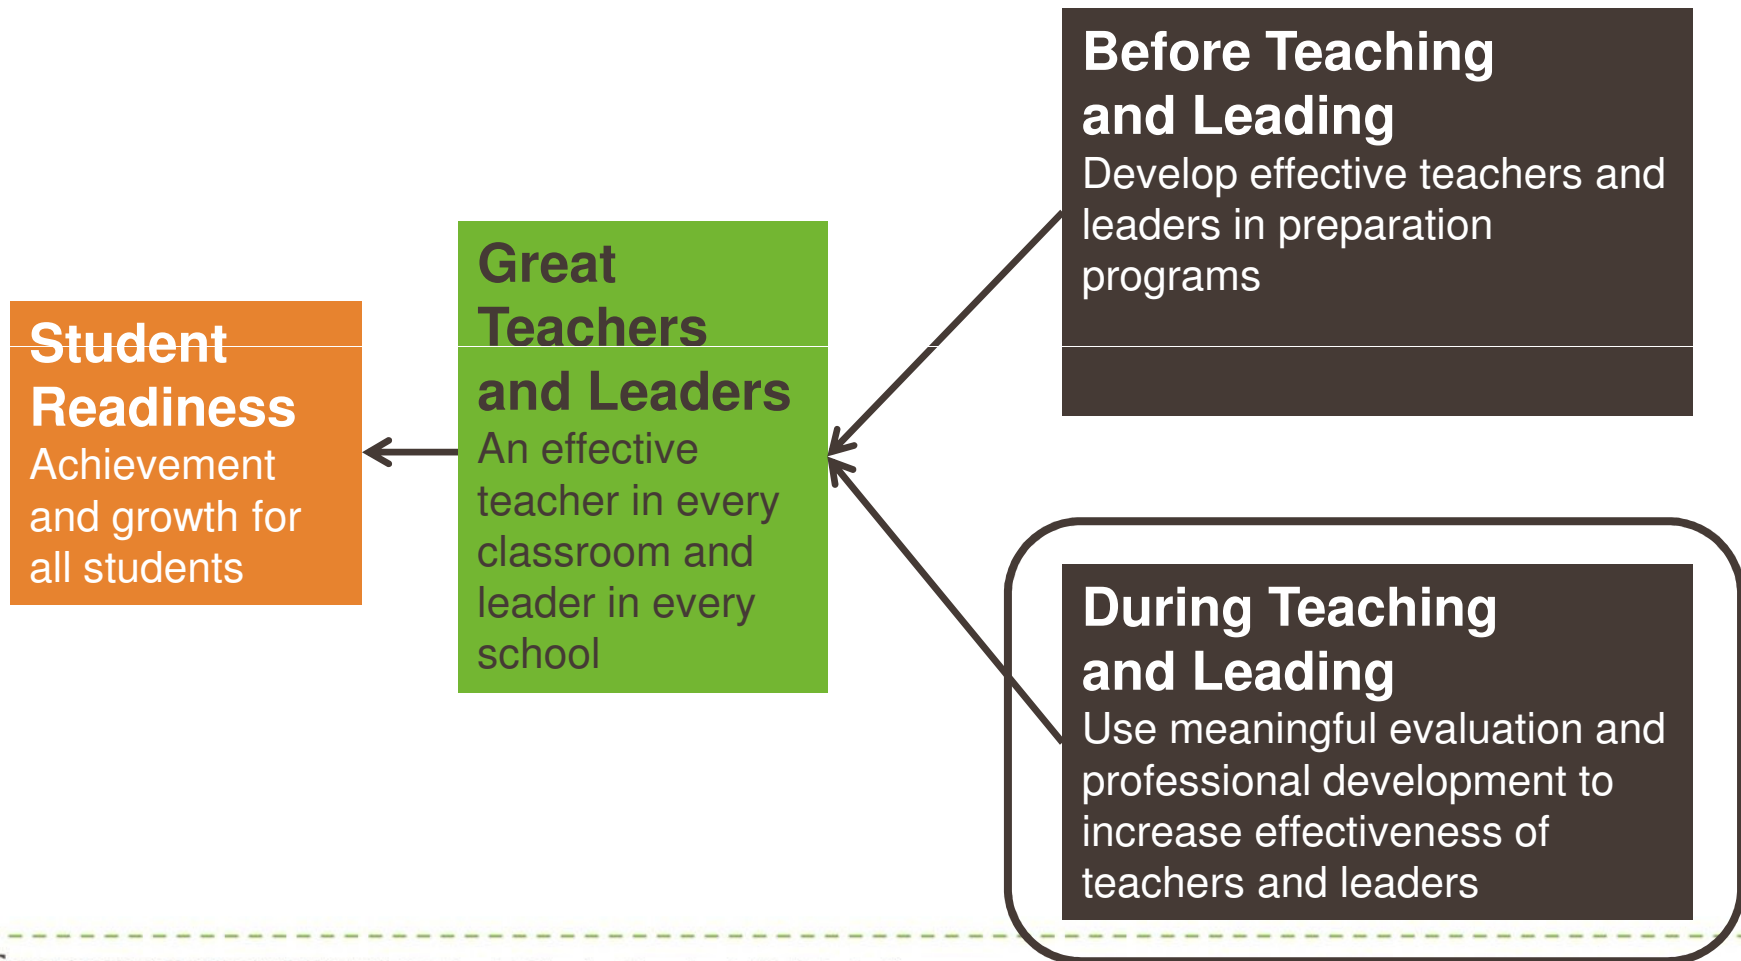 Student
Readiness
Achievement
and growth for
all students
Great
Teachers
and Leaders
An effective
teacher in every
classroom and
leader in every
school
Before Teaching
and Leading
Develop effective teachers and
leaders in preparation
programs
During Teaching
and Leading
Use meaningful evaluation and
professional development to
increase effectiveness of
teachers and leaders